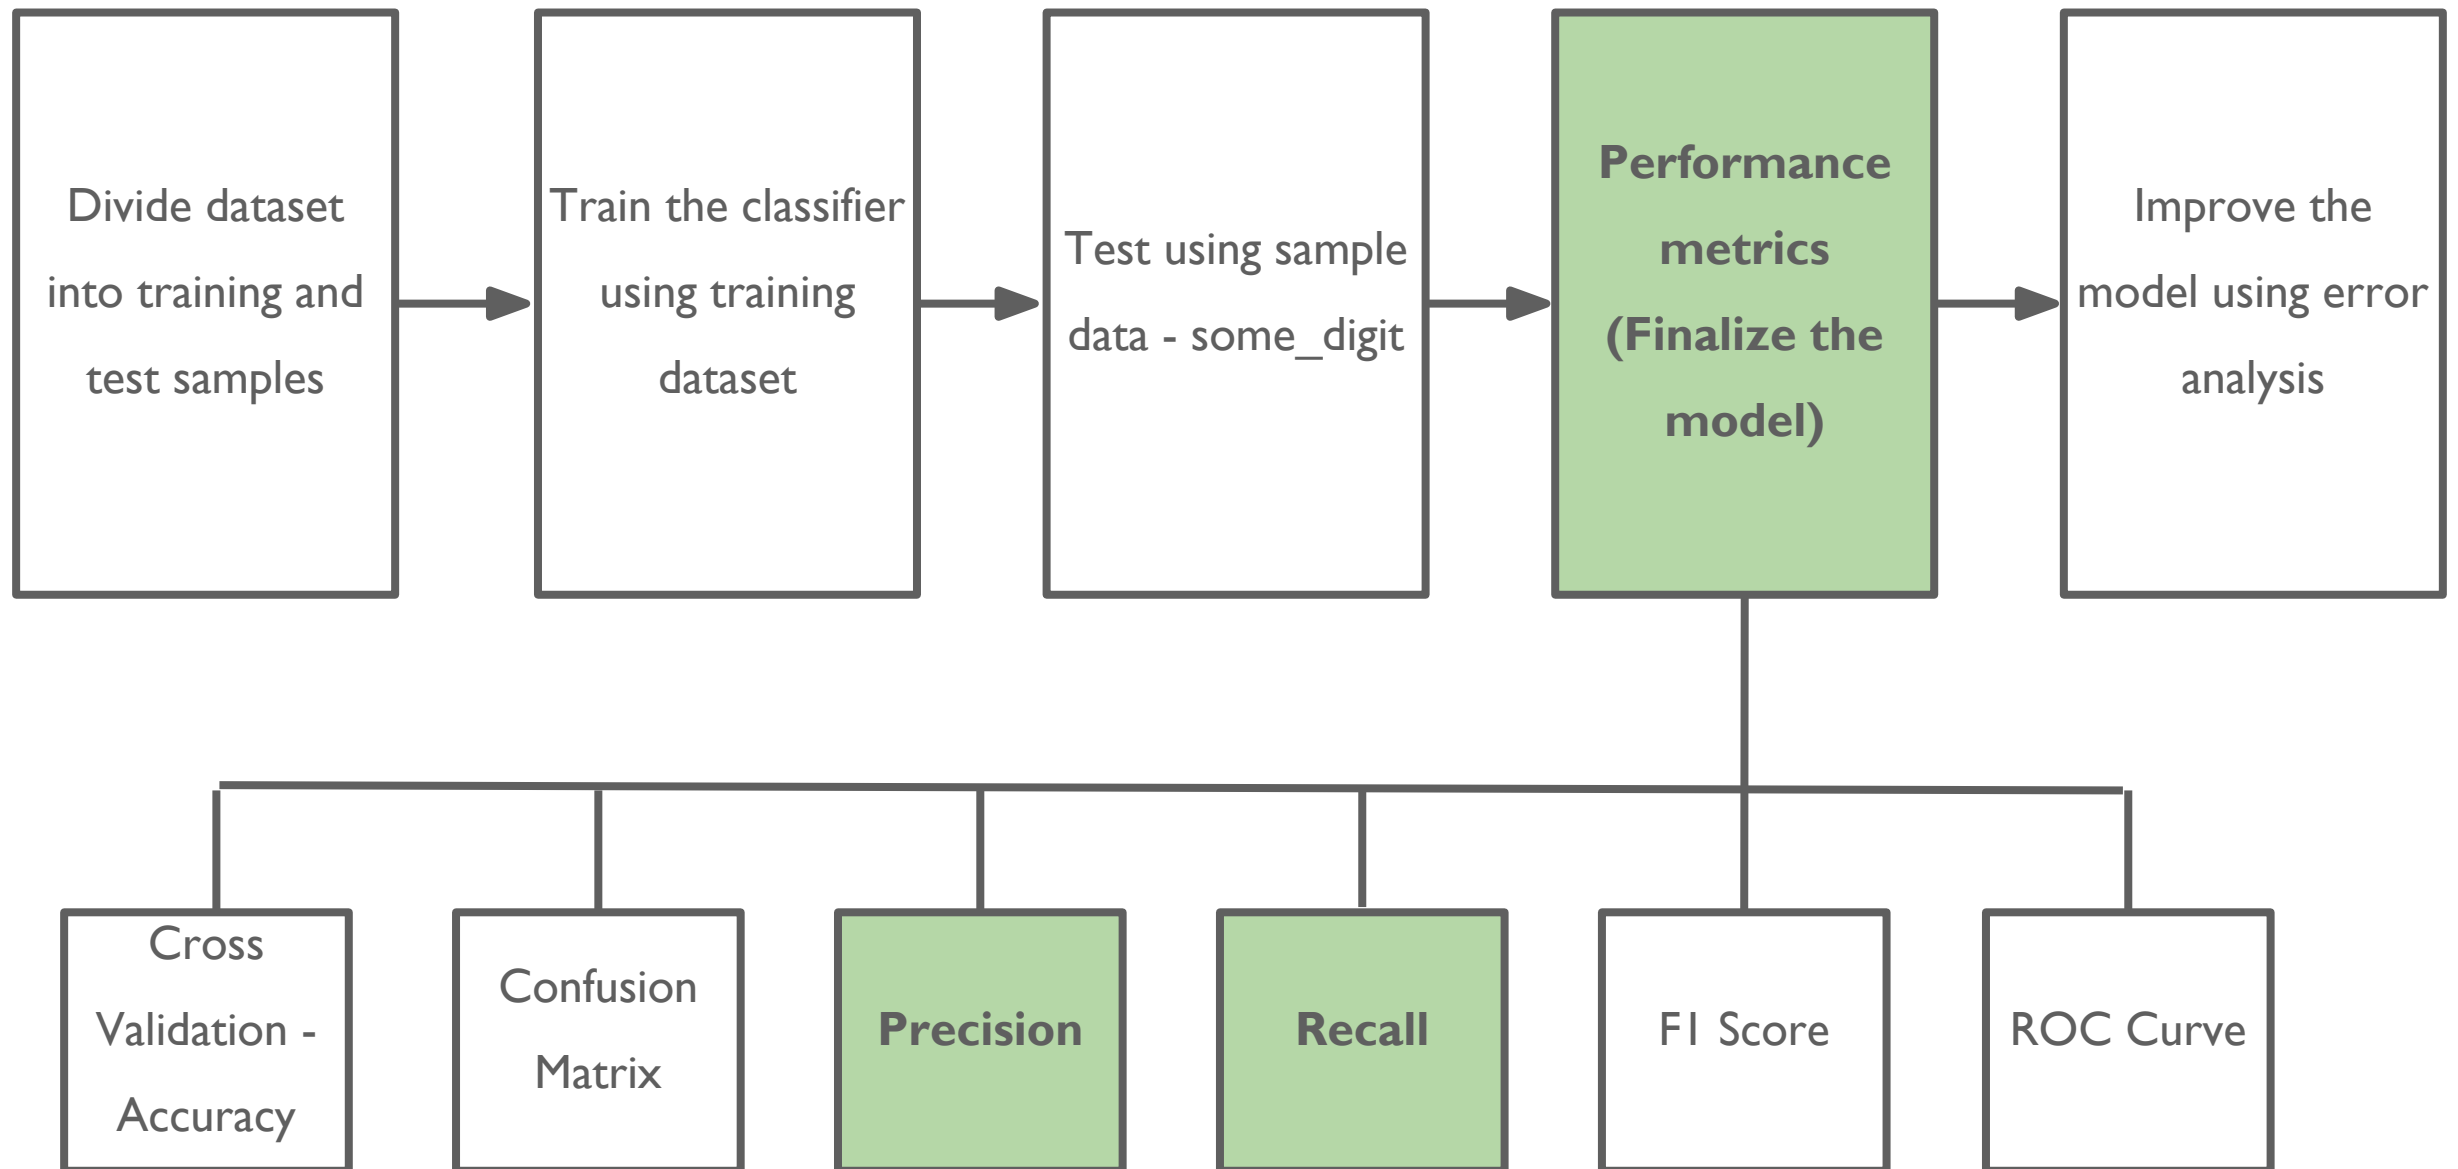 Divide dataset
into training and
test samples
Train the classifier
using training
dataset
Test using sample
data - some_digit
Performance
metrics
(Finalize the
model)
Improve the
model using error
analysis
Cross
Validation -
Accuracy
Confusion
Matrix
Precision
Recall
F1 Score
ROC Curve